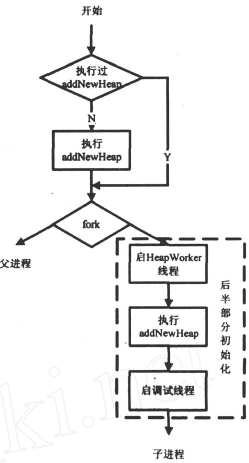 开始
执行过
addNewHeap
N
执行
addNewHeap
Y
fork
父进程
启HeapWorker
线程
执行
addNewHeap
启调试线程
后半部分初始化
子进程